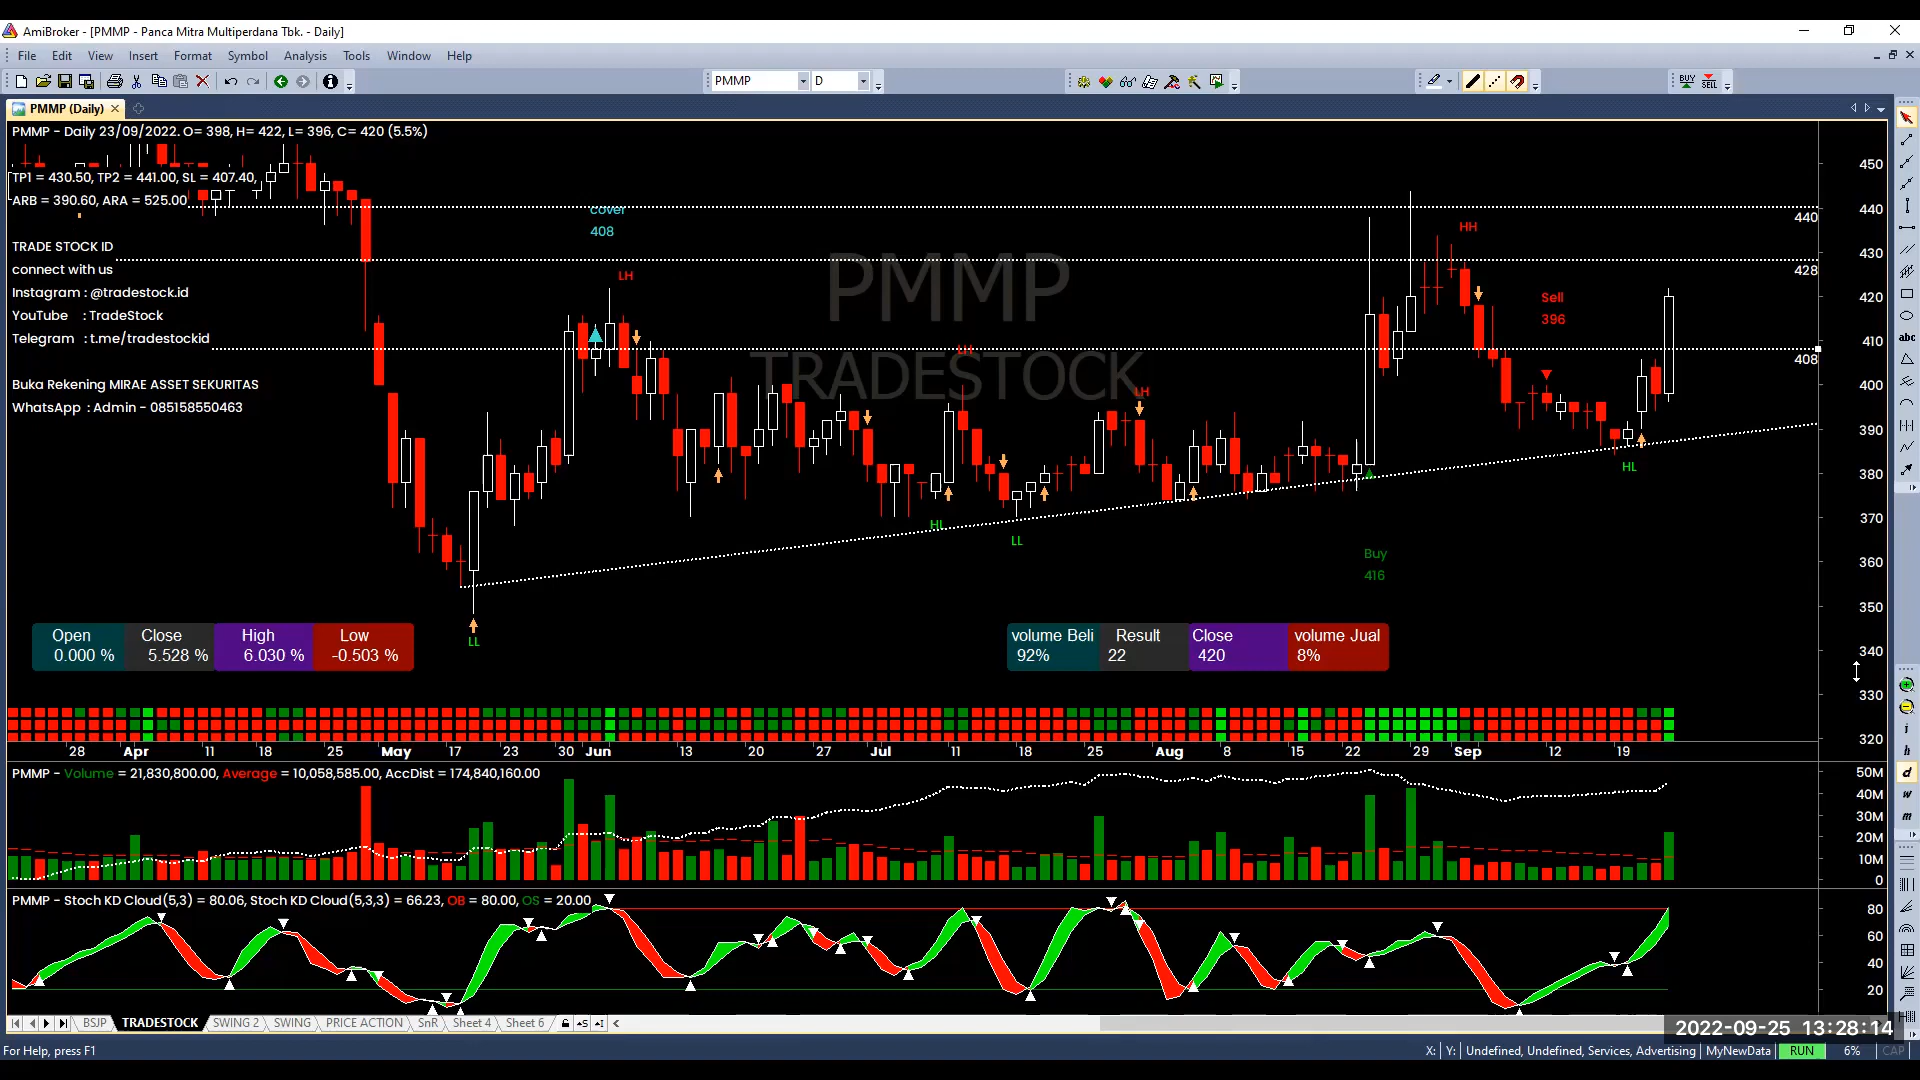 AmiBroker - [PMMP - Panca Mitra Multiperdana Tbk. - Daily]
File Edit View Insert Format Symbol Analysis Tools Window Help
PMMP D BUY SELL
PMMP (Daily)
PMMP - Daily 23/09/2022. O= 398, H= 422, L= 396, C= 420 (5.5%)
TP1 = 430.50, TP2 = 441.00, SL = 407.40,
ARB = 390.60, ARA = 525.00
TRADE STOCK ID
connect with us
Instagram : @tradestock.id
YouTube : TradeStock
Telegram : t.me/tradestockid
Buka Rekening MIRAE ASSET SEKURITAS
WhatsApp : Admin - 085158550463
PMMP
TRADESTOCK
cover
408
LH
LH
LH
HH
Sell
396
HL
LL
HL
LL
Buy
416
440
428
408
450
440
430
420
410
400
390
380
370
360
350
340
330
320
abc
Open Close High Low
0.000 % 5.528 % 6.030 % -0.503 %
volume Beli Result Close volume Jual
92% 22 420 8%
28 Apr 11 18 25 May 17 23 30 Jun 13 20 27 Jul 11 18 25 Aug 8 15 22 29 Sep 12 19
i
h
d
w
m
PMMP - Volume = 21,830,800.00, Average = 10,058,585.00, AccDist = 174,840,160.00
50M
40M
30M
20M
10M
0
PMMP - Stoch KD Cloud(5,3) = 80.06, Stoch KD Cloud(5,3,3) = 66.23, OB = 80.00, OS = 20.00
80
60
40
20
BSJP TRADESTOCK SWING 2 SWING PRICE ACTION SnR Sheet 4 Sheet 6
2022-09-25 13:28:14
For Help, press F1 X: Y: Undefined, Undefined, Services, Advertising MyNewData RUN 6% CAP